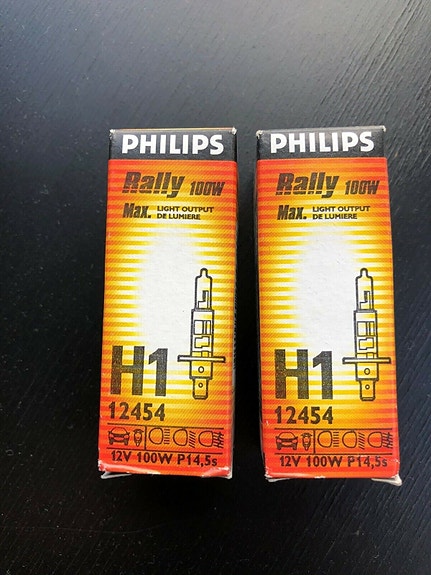 PHILIPS
Rally 100W
Max. LIGHT OUTPUT
DE LUMIERE
H1
12454
12V 100W P14,5s
PHILIPS
Rally 100W
Max. LIGHT OUTPUT
DE LUMIERE
H1
12454
12V 100W P14,5s